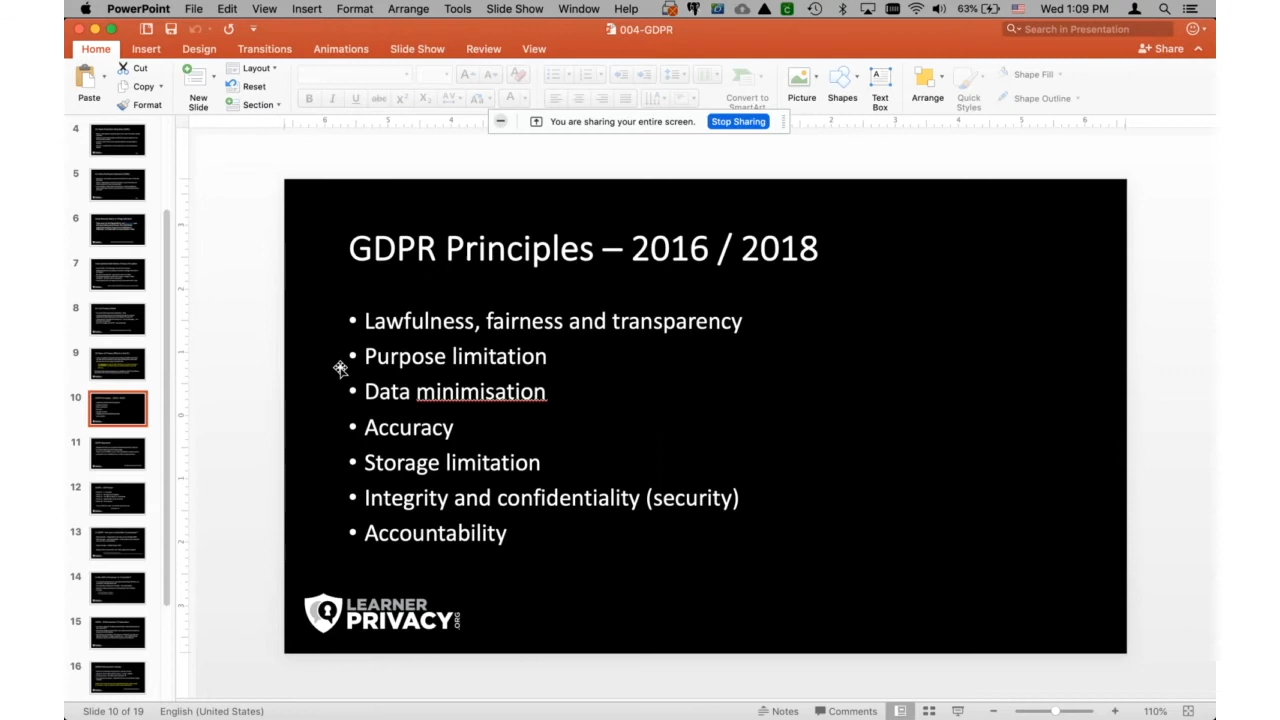 PowerPoint File Edit View Insert Format Arrange Tools Slide Show Window Help 63% Wed 1:09 PM
004-GDPR
Search in Presentation
Home Insert Design Transitions Animations Slide Show Review View Share
Paste Cut Copy Format
New Slide Layout Reset Section
Convert to SmartArt
Picture Shapes Text Box Arrange Quick Styles Shape Fill Shape Outline
You are sharing your entire screen. Stop Sharing
4
5
6
7
8
9
10
11
12
13
14
15
16
GDPR Principles – 2016 / 2018
• Lawfulness, fairness and transparency
• Purpose limitation
• Data minimisation
• Accuracy
• Storage limitation
• Integrity and confidentiality (security)
• Accountability
LEARNER
PRIVACY.ORG
Slide 10 of 19 English (United States) Notes Comments 110%